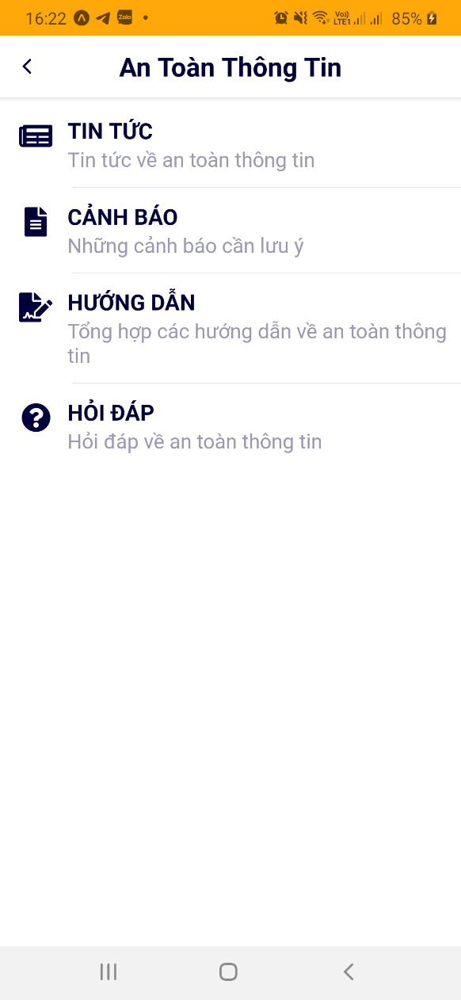 16:22 Zalo Vo)) LTE1 85%
An Toàn Thông Tin
TIN TỨC
Tin tức về an toàn thông tin
CẢNH BÁO
Những cảnh báo cần lưu ý
HƯỚNG DẪN
Tổng hợp các hướng dẫn về an toàn thông
tin
HỎI ĐÁP
Hỏi đáp về an toàn thông tin